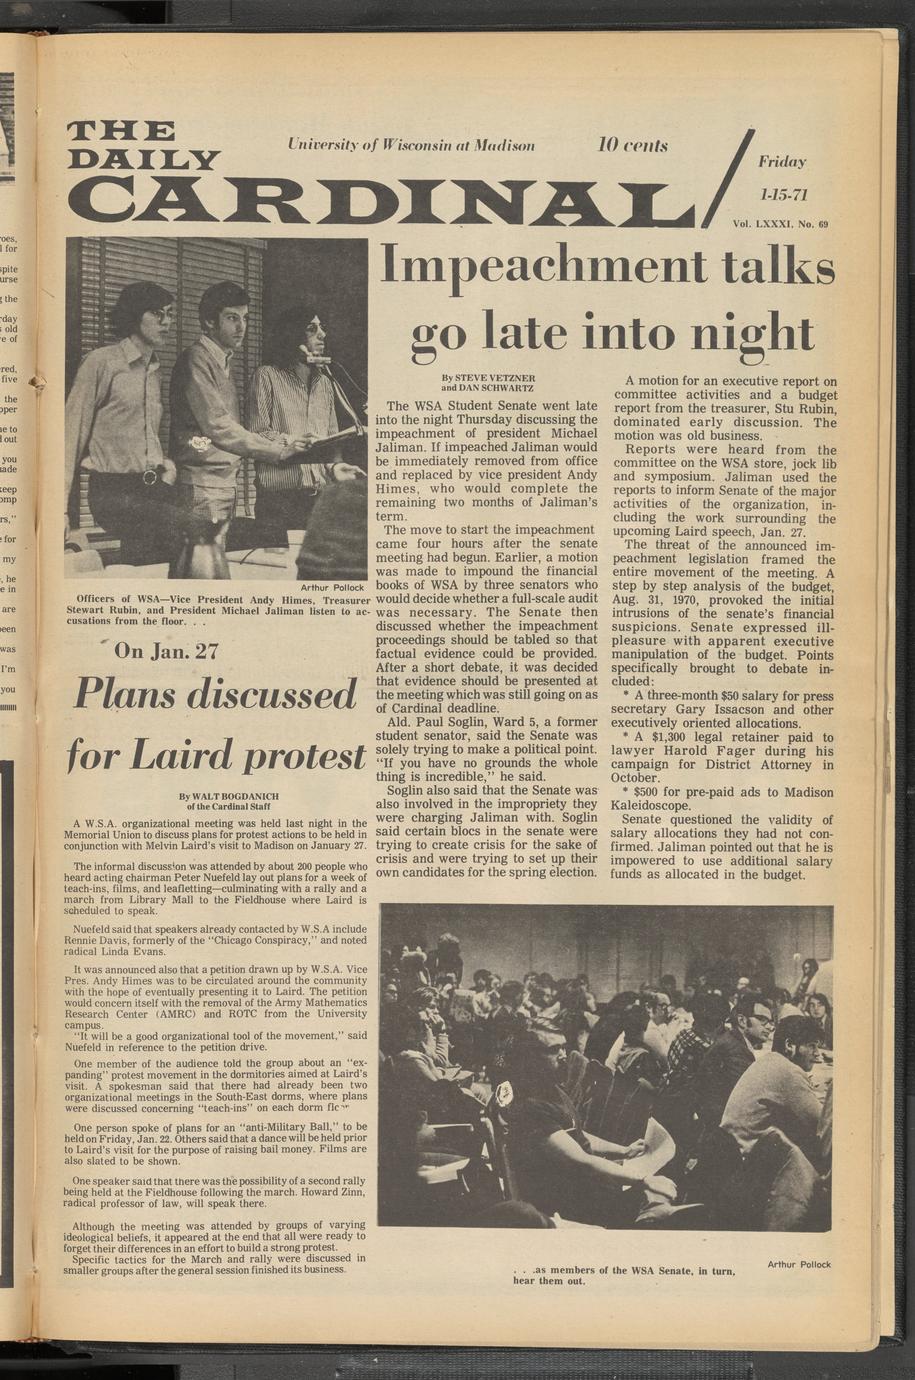 THE
DAILY
CARDINAL
University of Wisconsin at Madison
10 cents
Friday
1-15-71
Vol. LXXXI, No. 69
Impeachment talks
go late into night
By STEVE VETZNER
and DAN SCHWARTZ
The WSA Student Senate went late
into the night Thursday discussing the
impeachment of president Michael
Jaliman. If impeached Jaliman would
be immediately removed from office
and replaced by vice president Andy
Himes, who would complete the
remaining two months of Jaliman's
term.
The move to start the impeachment
came four hours after the senate
meeting had begun. Earlier, a motion
was made to impound the financial
books of WSA by three senators who
would decide whether a full-scale audit
was necessary. The Senate then
discussed whether the impeachment
proceedings should be tabled so that
factual evidence could be provided.
After a short debate, it was decided
that evidence should be presented at
the meeting which was still going on as
of Cardinal deadline.
Ald. Paul Soglin, Ward 5, a former
student senator, said the Senate was
solely trying to make a political point.
"If you have no grounds the whole
thing is incredible," he said.
Soglin also said that the Senate was
also involved in the impropriety they
were charging Jaliman with. Soglin
said certain blocs in the senate were
trying to create crisis for the sake of
crisis and were trying to set up their
own candidates for the spring election.
A motion for an executive report on
committee activities and a budget
report from the treasurer, Stu Rubin,
dominated early discussion. The
motion was old business.
Reports were heard from the
committee on the WSA store, jock lib
and symposium. Jaliman used the
reports to inform Senate of the major
activities of the organization, in-
cluding the work surrounding the
upcoming Laird speech, Jan. 27.
The threat of the announced im-
peachment legislation framed the
entire movement of the meeting. A
step by step analysis of the budget,
Aug. 31, 1970, provoked the initial
intrusions of the senate's financial
suspicions. Senate expressed ill-
pleasure with apparent executive
manipulation of the budget. Points
specifically brought to debate in-
cluded:
* A three-month $50 salary for press
secretary Gary Issacson and other
executively oriented allocations.
* A $1,300 legal retainer paid to
lawyer Harold Fager during his
campaign for District Attorney in
October.
* $500 for pre-paid ads to Madison
Kaleidoscope.
Senate questioned the validity of
salary allocations they had not con-
firmed. Jaliman pointed out that he is
impowered to use additional salary
funds as allocated in the budget.
Arthur Pollock
Officers of WSA—Vice President Andy Himes, Treasurer
Stewart Rubin, and President Michael Jaliman listen to ac-
cusations from the floor. . .
On Jan. 27
Plans discussed
for Laird protest
By WALT BOGDANICH
of the Cardinal Staff
A W.S.A. organizational meeting was held last night in the
Memorial Union to discuss plans for protest actions to be held in
conjunction with Melvin Laird's visit to Madison on January 27.
The informal discussion was attended by about 200 people who
heard acting chairman Peter Nuefeld lay out plans for a week of
teach-ins, films, and leafletting—culminating with a rally and a
march from Library Mall to the Fieldhouse where Laird is
scheduled to speak.
Nuefeld said that speakers already contacted by W.S.A include
Rennie Davis, formerly of the "Chicago Conspiracy," and noted
radical Linda Evans.
It was announced also that a petition drawn up by W.S.A. Vice
Pres. Andy Himes was to be circulated around the community
with the hope of eventually presenting it to Laird. The petition
would concern itself with the removal of the Army Mathematics
Research Center (AMRC) and ROTC from the University
campus.
"It will be a good organizational tool of the movement," said
Nuefeld in reference to the petition drive.
One member of the audience told the group about an "ex-
panding" protest movement in the dormitories aimed at Laird's
visit. A spokesman said that there had already been two
organizational meetings in the South-East dorms, where plans
were discussed concerning "teach-ins" on each dorm
One person spoke of plans for an "anti-Military Ball," to be
held on Friday, Jan. 22. Others said that a dance will be held prior
to Laird's visit for the purpose of raising bail money. Films are
also slated to be shown.
One speaker said that there was the possibility of a second rally
being held at the Fieldhouse following the march. Howard Zinn,
radical professor of law, will speak there.
Although the meeting was attended by groups of varying
ideological beliefs, it appeared at the end that all were ready to
forget their differences in an effort to build a strong protest.
Specific tactics for the March and rally were discussed in
smaller groups after the general session finished its business.
Arthur Pollock
. . .as members of the WSA Senate, in turn,
hear them out.